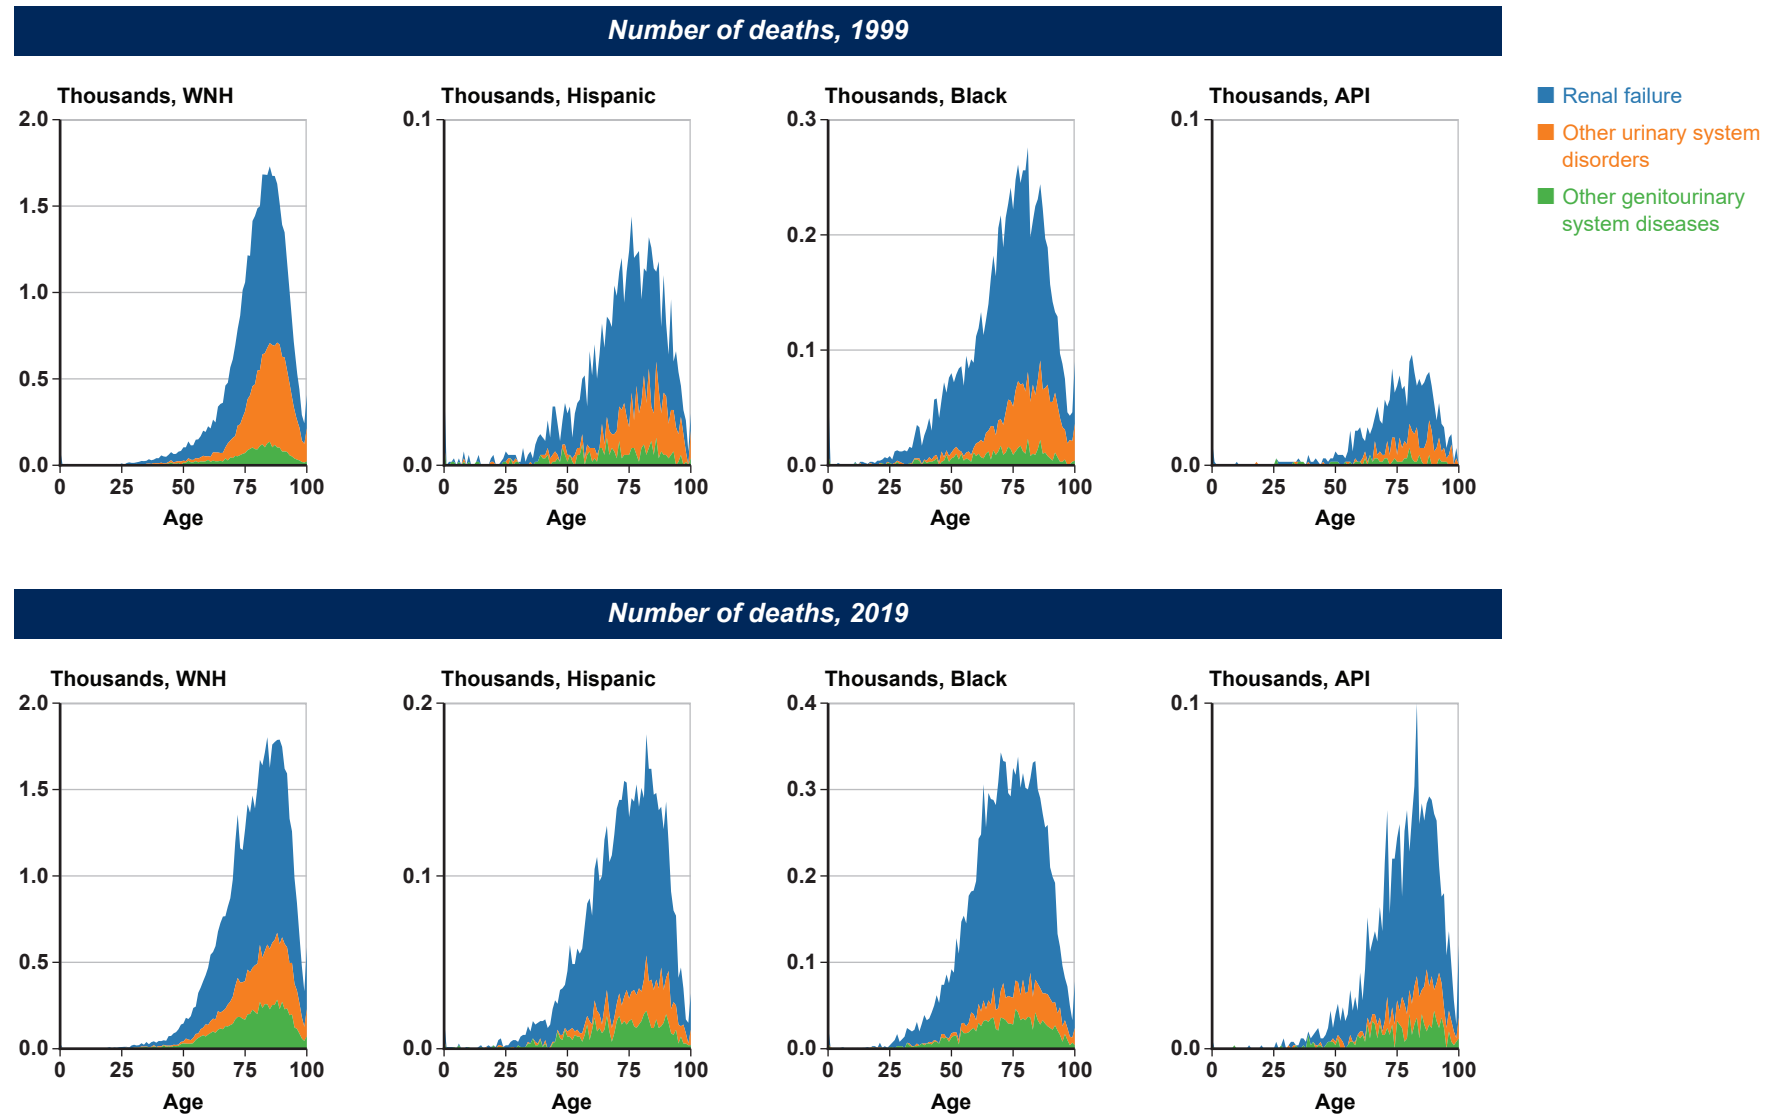 Number of deaths, 1999
Thousands, WNH
2.0
1.5
1.0
0.5
0.0
0 25 50 75 100
Age
Thousands, Hispanic
0.1
0.0
0 25 50 75 100
Age
Thousands, Black
0.3
0.2
0.1
0.0
0 25 50 75 100
Age
Thousands, API
0.1
0.0
0 25 50 75 100
Age
Renal failure
Other urinary system
disorders
Other genitourinary
system diseases
Number of deaths, 2019
Thousands, WNH
2.0
1.5
1.0
0.5
0.0
0 25 50 75 100
Age
Thousands, Hispanic
0.2
0.1
0.0
0 25 50 75 100
Age
Thousands, Black
0.4
0.3
0.2
0.1
0.0
0 25 50 75 100
Age
Thousands, API
0.1
0.0
0 25 50 75 100
Age